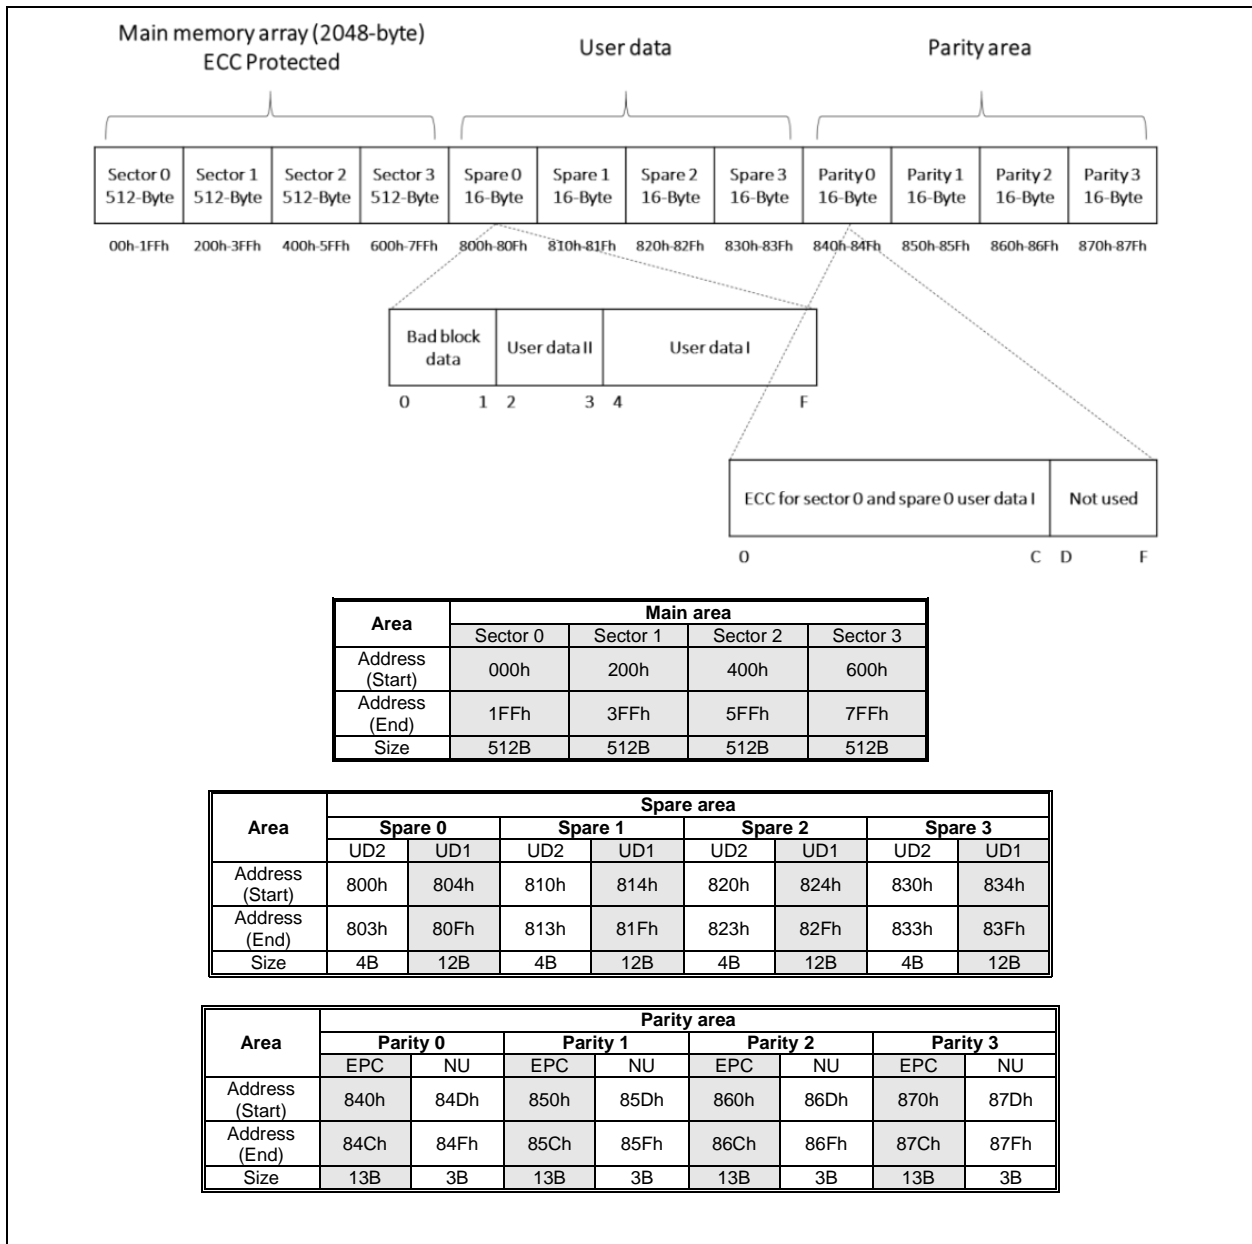 Main memory array (2048-byte)
ECC Protected
User data
Parity area
Sector 0 Sector 1 Sector 2 Sector 3 Spare 0 Spare 1 Spare 2 Spare 3 Parity 0 Parity 1 Parity 2 Parity 3
512-Byte 512-Byte 512-Byte 512-Byte 16-Byte 16-Byte 16-Byte 16-Byte 16-Byte 16-Byte 16-Byte 16-Byte
00h-1FFh 200h-3FFh 400h-5FFh 600h-7FFh 800h-80Fh 810h-81Fh 820h-82Fh 830h-83Fh 840h-84Fh 850h-85Fh 860h-86Fh 870h-87Fh
Bad block
data
User data II
User data I
0 1 2 3 4 F
ECC for sector 0 and spare 0 user data I Not used
0 C D F
Area Main area
Sector 0 Sector 1 Sector 2 Sector 3
Address
(Start) 000h 200h 400h 600h
Address
(End) 1FFh 3FFh 5FFh 7FFh
Size 512B 512B 512B 512B
Area Spare area
Spare 0 Spare 1 Spare 2 Spare 3
UD2 UD1 UD2 UD1 UD2 UD1 UD2 UD1
Address
(Start) 800h 804h 810h 814h 820h 824h 830h 834h
Address
(End) 803h 80Fh 813h 81Fh 823h 82Fh 833h 83Fh
Size 4B 12B 4B 12B 4B 12B 4B 12B
Area Parity area
Parity 0 Parity 1 Parity 2 Parity 3
EPC NU EPC NU EPC NU EPC NU
Address
(Start) 840h 84Dh 850h 85Dh 860h 86Dh 870h 87Dh
Address
(End) 84Ch 84Fh 85Ch 85Fh 86Ch 86Fh 87Ch 87Fh
Size 13B 3B 13B 3B 13B 3B 13B 3B